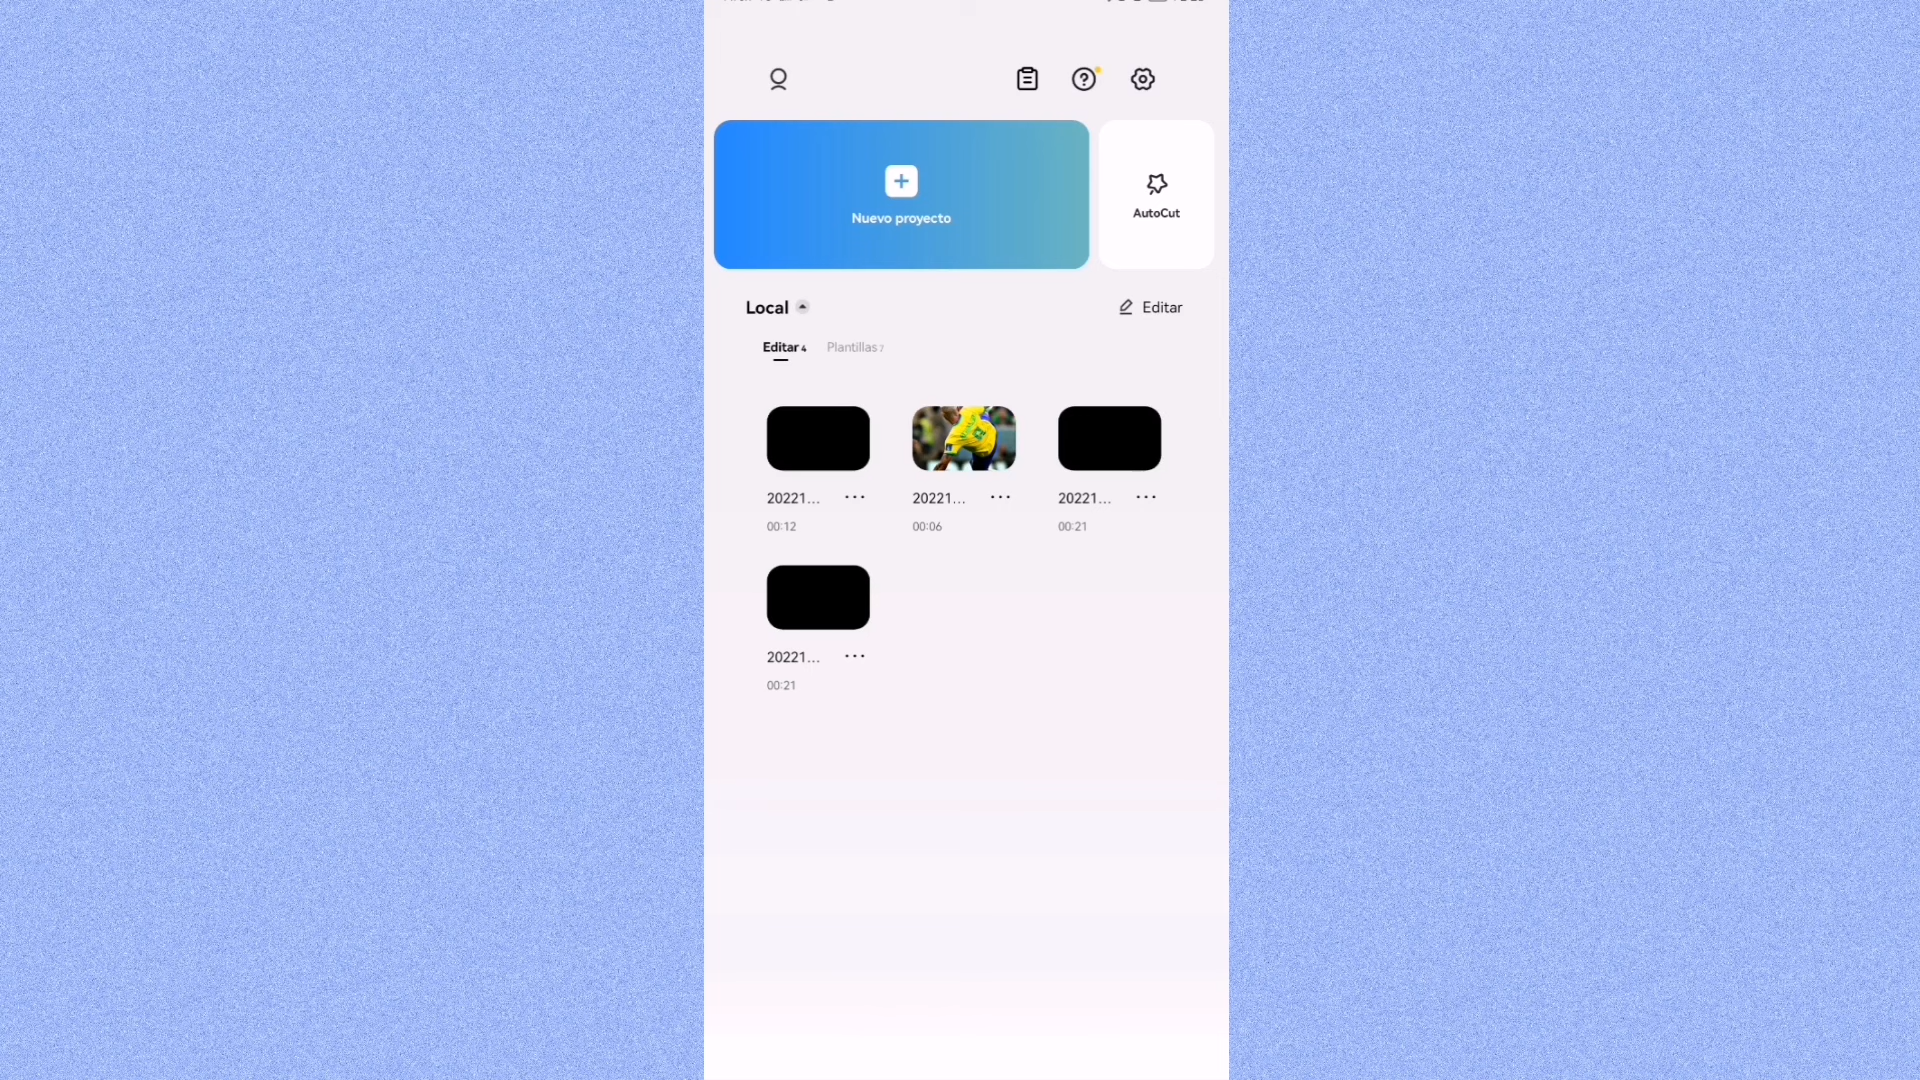 Nuevo proyecto
AutoCut
Local
Editar
Editar 4
Plantillas 7
20221...
20221...
20221...
00:12
00:06
00:21
20221...
00:21